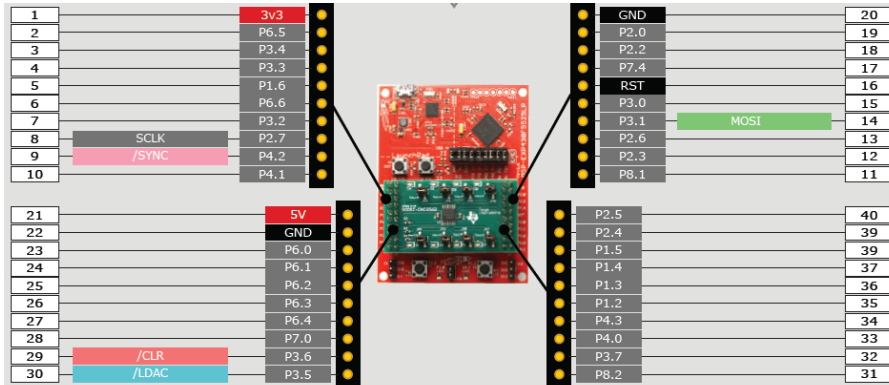 1 3v3
2 P6.5
3 P3.4
4 P3.3
5 P1.6
6 P6.6
7 P3.2
8 SCLK P2.7
9 /SYNC P4.2
10 P4.1
GND 20
P2.0 19
P2.2 18
P7.4 17
RST 16
P3.0 15
P3.1 MOSI 14
P2.6 13
P2.3 12
P8.1 11
21 5V
22 GND
23 P6.0
24 P6.1
25 P6.2
26 P6.3
27 P6.4
28 P7.0
29 /CLR P3.6
30 /LDAC P3.5
P2.5 40
P2.4 39
P1.5 39
P1.4 37
P1.3 36
P1.2 35
P4.3 34
P4.0 33
P3.7 32
P8.2 31